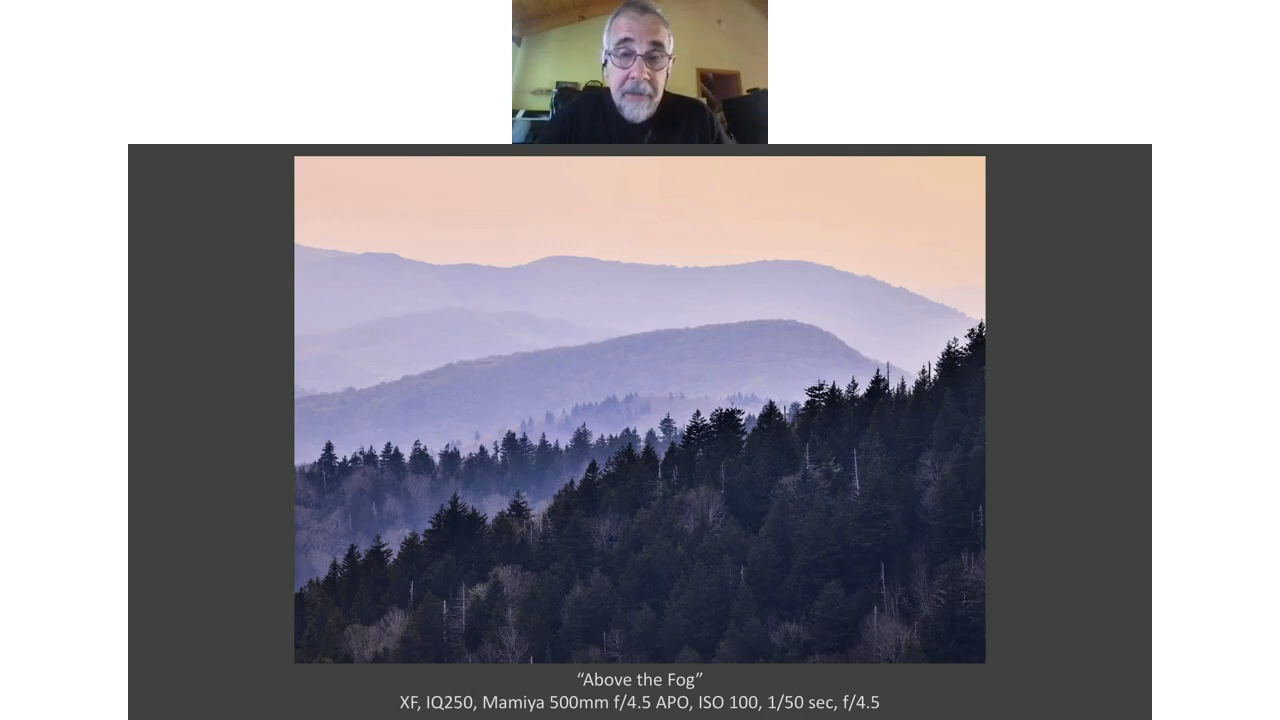 “Above the Fog”
XF, IQ250, Mamiya 500mm f/4.5 APO, ISO 100, 1/50 sec, f/4.5